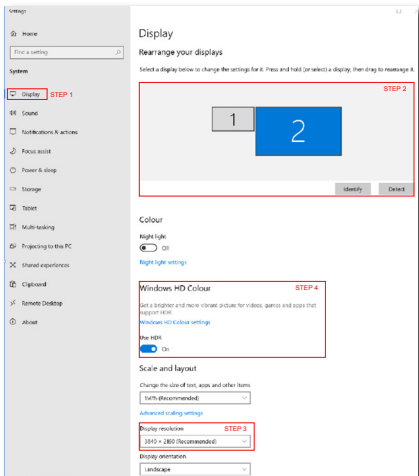 Settings
Home
Find a setting
System
Display STEP 1
Sound
Notifications & actions
Focus assist
Power & sleep
Storage
Tablet
Multi-tasking
Projecting to this PC
Shared experiences
Clipboard
Remote Desktop
About
Display
Rearrange your displays
Select a display below to change the settings for it. Press and hold (or select) a display, then drag to rearrange it.
STEP 2
1
2
Identify Detect
Colour
Night light
Off
Night light settings
Windows HD Colour STEP 4
Get a brighter and more vibrant picture for videos, games and apps that
support HDR.
Windows HD Colour settings
Use HDR
On
Scale and layout
Change the size of text, apps and other items
150% (Recommended)
Advanced scaling settings
Display resolution STEP 3
3840 × 2160 (Recommended)
Display orientation
Landscape